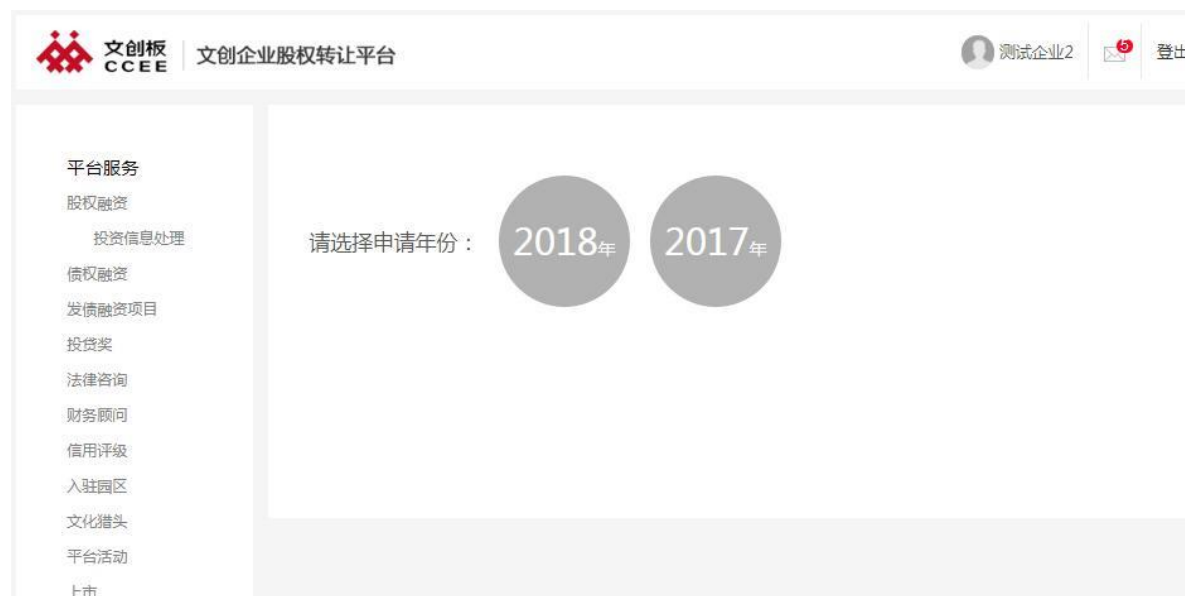 文创板
CCEE
文创企业股权转让平台
测试企业2
5
登出
平台服务
股权融资
投资信息处理
债权融资
发债融资项目
投贷奖
法律咨询
财务顾问
信用评级
入驻园区
文化猎头
平台活动
上市
请选择申请年份：
2018年
2017年